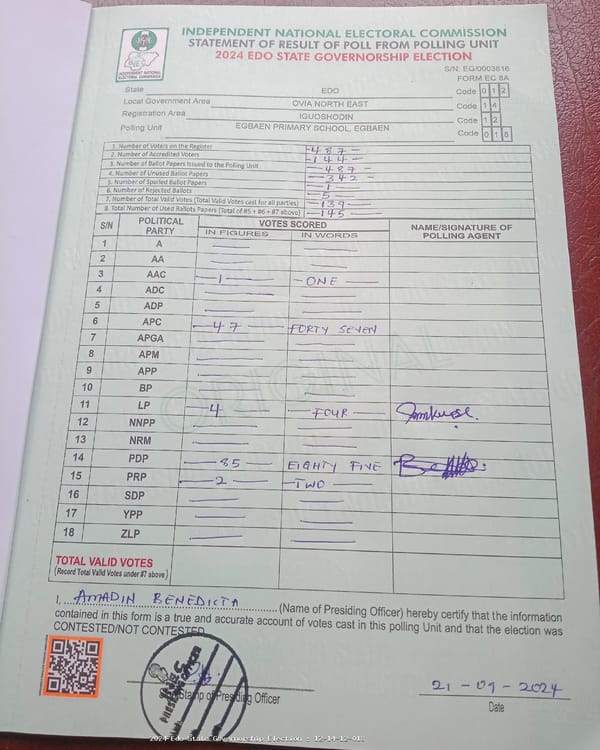 INDEPENDENT NATIONAL ELECTORAL COMMISSION
STATEMENT OF RESULT OF POLL FROM POLLING UNIT
2024 EDO STATE GOVERNORSHIP ELECTION
INEC
INDEPENDENT NATIONAL ELECTORAL COMMISSION
S/N: EG/0003616
FORM EC 8A
State EDO Code 0 1 2
Local Government Area OVIA NORTH EAST Code 1 4
Registration Area IGUOSHODIN Code 1 2
Polling Unit EGBAEN PRIMARY SCHOOL, EGBAEN Code 0 1 8
1. Number of Voters on the Register - 487 -
2. Number of Accredited Voters - 144 -
3. Number of Ballot Papers Issued to the Polling Unit - 487 -
4. Number of Unused Ballot Papers - 342 -
5. Number of Spoiled Ballot Papers - 1 -
6. Number of Rejected Ballots - 5 -
7. Number of Total Valid Votes (Total Valid Votes cast for all parties) - 139 -
8. Total Number of Used Ballots Papers (Total of #5 + #6 + #7 above) - 145 -
S/N POLITICAL PARTY VOTES SCORED NAME/SIGNATURE OF POLLING AGENT
IN FIGURES IN WORDS
1 A
2 AA
3 AAC - 1 - - ONE -
4 ADC
5 ADP
6 APC - 47 - FORTY SEVEN
7 APGA
8 APM
9 APP
10 BP
11 LP - 4 - - FOUR -
12 NNPP
13 NRM
14 PDP - 85 - EIGHTY FIVE
15 PRP - 2 - - TWO -
16 SDP
17 YPP
18 ZLP
ORIGINAL
TOTAL VALID VOTES
(Record Total Valid Votes under #7 above)
I, AMADIN BENEDICTA (Name of Presiding Officer) hereby certify that the information
contained in this form is a true and accurate account of votes cast in this polling Unit and that the election was
CONTESTED/NOT CONTESTED
Stamp of Presiding Officer
INEC
PRESIDING OFFICER
21 - 09 - 2024
Date
2024 Edo State Governorship Election : 12-14-12-018